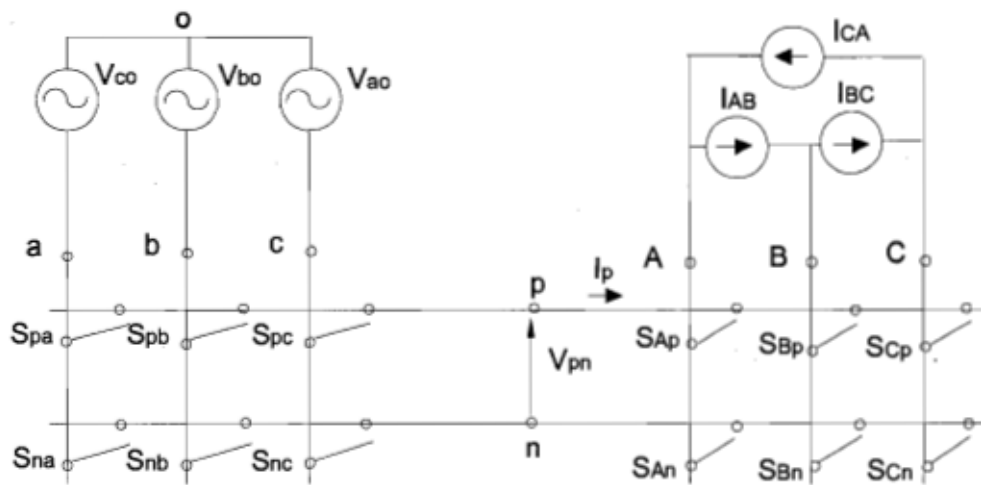 o
Vco Vbo Vao
ICA
IAB IBC
a b c
A B C
p Ip
Spa Spb Spc
SAp SBp SCp
Vpn
n
Sna Snb Snc
SAn SBn SCn